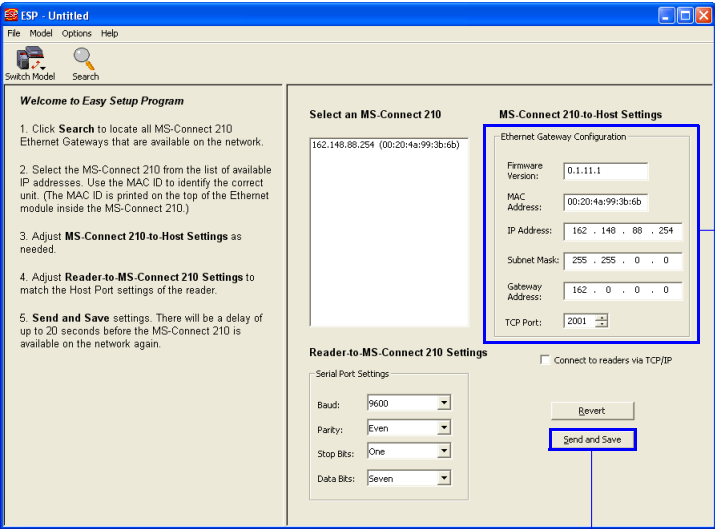 ESP - Untitled
File Model Options Help
Switch Model Search
Welcome to Easy Setup Program
1. Click Search to locate all MS-Connect 210
Ethernet Gateways that are available on the network.
2. Select the MS-Connect 210 from the list of available
IP addresses. Use the MAC ID to identify the correct
unit. (The MAC ID is printed on the top of the Ethernet
module inside the MS-Connect 210.)
3. Adjust MS-Connect 210-to-Host Settings as
needed.
4. Adjust Reader-to-MS-Connect 210 Settings to
match the Host Port settings of the reader.
5. Send and Save settings. There will be a delay of
up to 20 seconds before the MS-Connect 210 is
available on the network again.
Select an MS-Connect 210
162.148.88.254 (00:20:4a:99:3b:6b)
MS-Connect 210-to-Host Settings
Ethernet Gateway Configuration
Firmware
Version: 0.1.11.1
MAC
Address: 00:20:4a:99:3b:6b
IP Address: 162 . 148 . 88 . 254
Subnet Mask: 255 . 255 . 0 . 0
Gateway
Address: 162 . 0 . 0 . 0
TCP Port: 2001
Reader-to-MS-Connect 210 Settings
Serial Port Settings
Baud: 9600
Parity: Even
Stop Bits: One
Data Bits: Seven
Connect to readers via TCP/IP
Revert
Send and Save